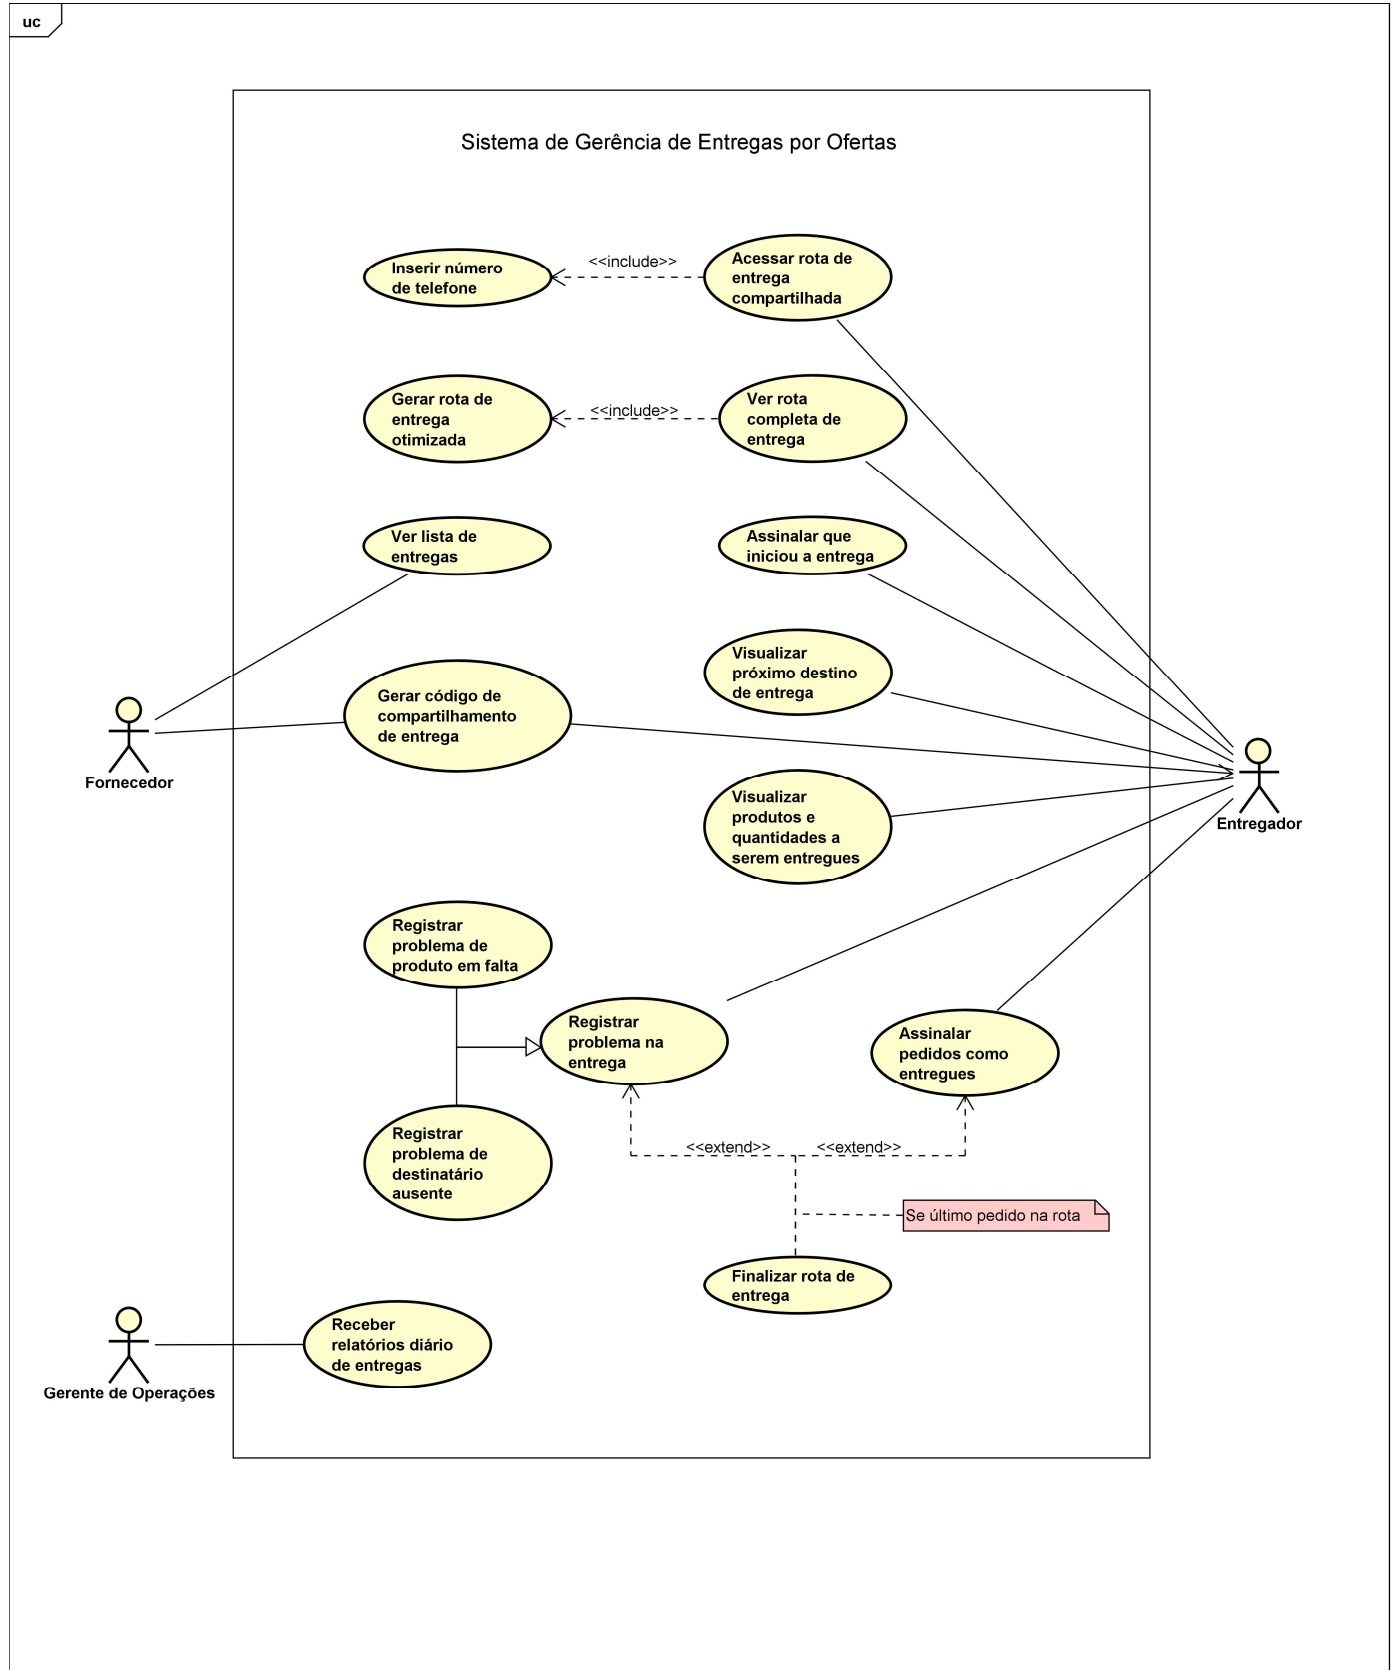 uc
Sistema de Gerência de Entregas por Ofertas
Inserir número
de telefone
<<include>>
Acessar rota de
entrega
compartilhada
Gerar rota de
entrega
otimizada
<<include>>
Ver rota
completa de
entrega
Ver lista de
entregas
Assinalar que
iniciou a entrega
Visualizar
próximo destino
de entrega
Gerar código de
compartilhamento
de entrega
Fornecedor
Visualizar
produtos e
quantidades a
serem entregues
Entregador
Registrar
problema de
produto em falta
Registrar
problema na
entrega
Assinalar
pedidos como
entregues
Registrar
problema de
destinatário
ausente
<<extend>>
<<extend>>
Se último pedido na rota
Finalizar rota de
entrega
Receber
relatórios diário
de entregas
Gerente de Operações